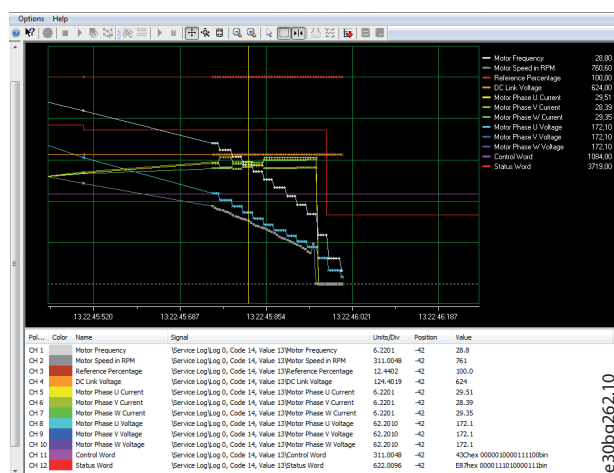 Options Help
Motor Frequency 28,80
Motor Speed in RPM 760,60
Reference Percentage 100,00
DC Link Voltage 624,00
Motor Phase U Current 29,51
Motor Phase V Current 28,39
Motor Phase W Current 29,35
Motor Phase U Voltage 172,10
Motor Phase V Voltage 172,10
Motor Phase W Voltage 172,10
Control Word 1084,00
Status Word 3719,00
13:22:45:520 13:22:45:687 13:22:45:854 13:22:46:021 13:22:46:187
Pol... Color Name Signal Units/Div Position Value
CH 1 Motor Frequency \Service Log\Log 0, Code 14, Value 13\Motor Frequency 6.2201 -42 28.8
CH 2 Motor Speed in RPM \Service Log\Log 0, Code 14, Value 13\Motor Speed in RPM 311.0048 -42 761
CH 3 Reference Percentage \Service Log\Log 0, Code 14, Value 13\Reference Percentage 12.4402 -42 100.0
CH 4 DC Link Voltage \Service Log\Log 0, Code 14, Value 13\DC Link Voltage 124.4019 -42 624
CH 5 Motor Phase U Current \Service Log\Log 0, Code 14, Value 13\Motor Phase U Current 6.2201 -42 29.51
CH 6 Motor Phase V Current \Service Log\Log 0, Code 14, Value 13\Motor Phase V Current 6.2201 -42 28.39
CH 7 Motor Phase W Current \Service Log\Log 0, Code 14, Value 13\Motor Phase W Current 6.2201 -42 29.35
CH 8 Motor Phase U Voltage \Service Log\Log 0, Code 14, Value 13\Motor Phase U Voltage 62.2010 -42 172.1
CH 9 Motor Phase V Voltage \Service Log\Log 0, Code 14, Value 13\Motor Phase V Voltage 62.2010 -42 172.1
CH 10 Motor Phase W Voltage \Service Log\Log 0, Code 14, Value 13\Motor Phase W Voltage 62.2010 -42 172.1
CH 11 Control Word \Service Log\Log 0, Code 14, Value 13\Control Word 311.0048 -42 43Chex 0000010000111100bin
CH 12 Status Word \Service Log\Log 0, Code 14, Value 13\Status Word 622.0096 -42 E87hex 0000111010000111bin
e30bg262.10